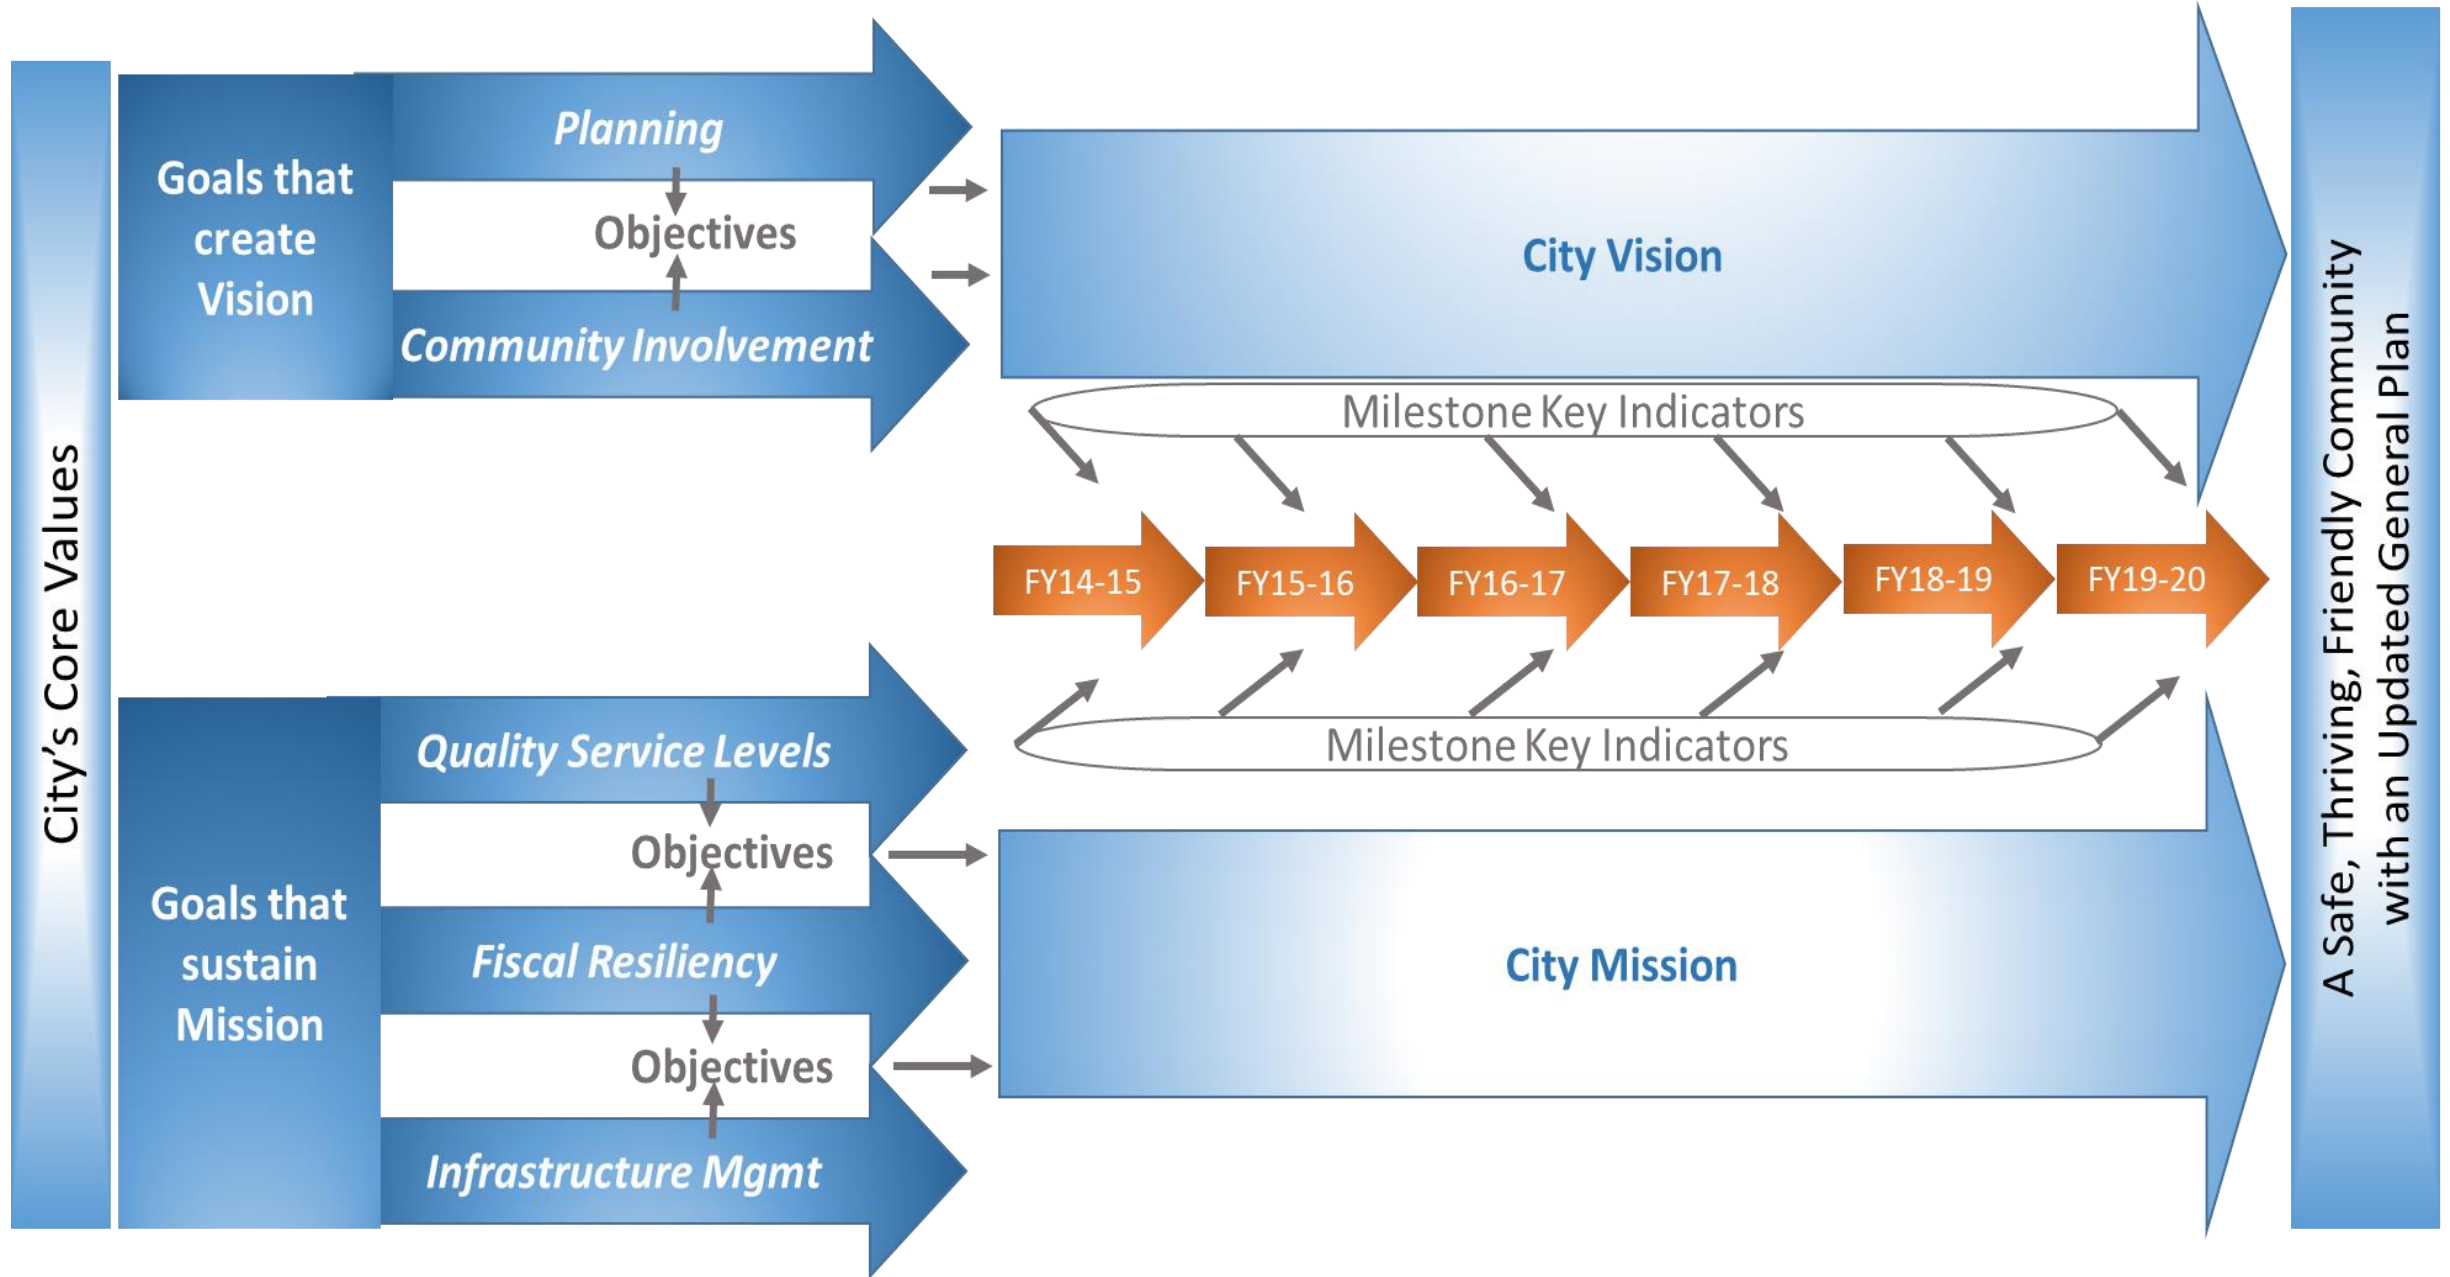 City's Core Values
Goals that
create
Vision
Planning
Objectives
Community Involvement
City Vision
Milestone Key Indicators
FY14-15
FY15-16
FY16-17
FY17-18
FY18-19
FY19-20
Milestone Key Indicators
Goals that
sustain
Mission
Quality Service Levels
Objectives
Fiscal Resiliency
Objectives
Infrastructure Mgmt
City Mission
A Safe, Thriving, Friendly Community
with an Updated General Plan